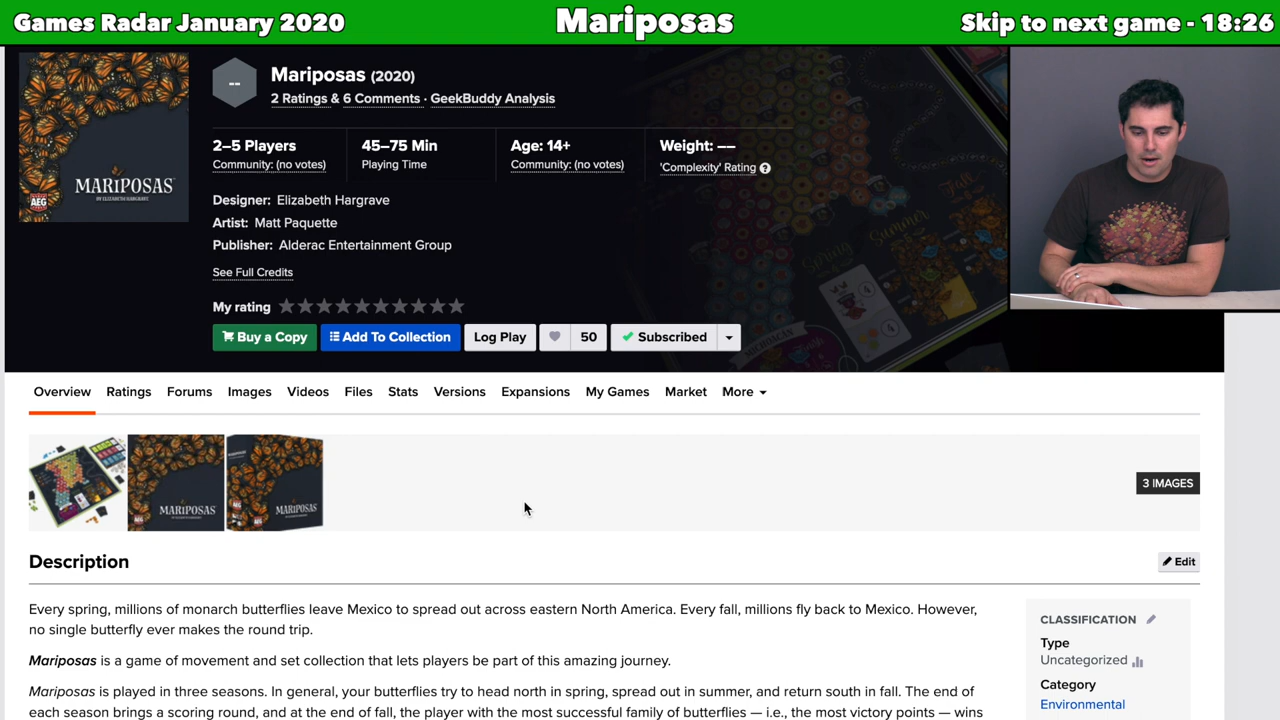 Games Radar January 2020
Mariposas
Skip to next game - 18:26
MARIPOSAS
BY ELIZABETH HARGRAVE
AEG
--
Mariposas (2020)
2 Ratings & 6 Comments · GeekBuddy Analysis
2–5 Players
Community: (no votes)
45–75 Min
Playing Time
Age: 14+
Community: (no votes)
Weight: ––
'Complexity' Rating ?
Designer: Elizabeth Hargrave
Artist: Matt Paquette
Publisher: Alderac Entertainment Group
See Full Credits
My rating
Buy a Copy
Add To Collection
Log Play
50
Subscribed
Spring
Summer
Fall
MICHOACÁN
4
4
Overview
Ratings
Forums
Images
Videos
Files
Stats
Versions
Expansions
My Games
Market
More
MARIPOSAS
MARIPOSAS
3 IMAGES
Description
Edit
Every spring, millions of monarch butterflies leave Mexico to spread out across eastern North America. Every fall, millions fly back to Mexico. However,
no single butterfly ever makes the round trip.
Mariposas is a game of movement and set collection that lets players be part of this amazing journey.
Mariposas is played in three seasons. In general, your butterflies try to head north in spring, spread out in summer, and return south in fall. The end of
each season brings a scoring round, and at the end of fall, the player with the most successful family of butterflies — i.e., the most victory points — wins
CLASSIFICATION
Type
Uncategorized
Category
Environmental